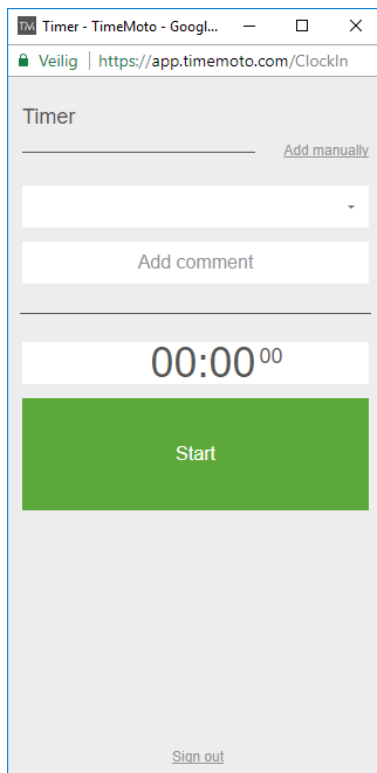 TM Timer - TimeMoto - Googl...
Veilig | https://app.timemoto.com/ClockIn
Timer
Add manually
Add comment
00:00 00
Start
Sign out